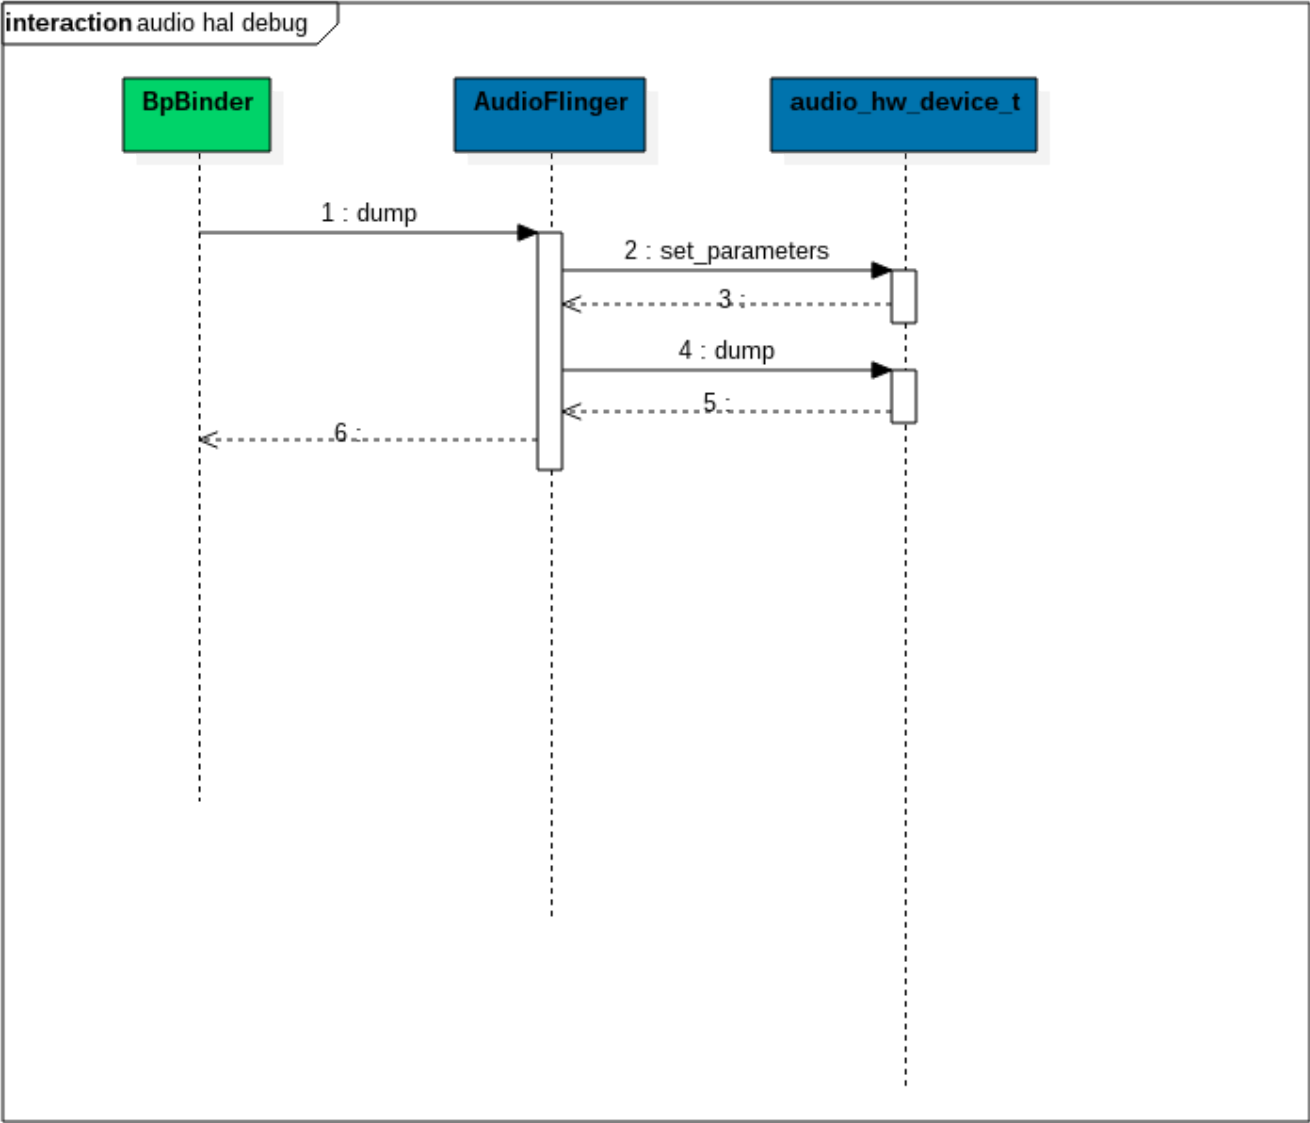 interaction audio hal debug
BpBinder
AudioFlinger
audio_hw_device_t
1 : dump
2 : set_parameters
3 :
4 : dump
5 :
6 :